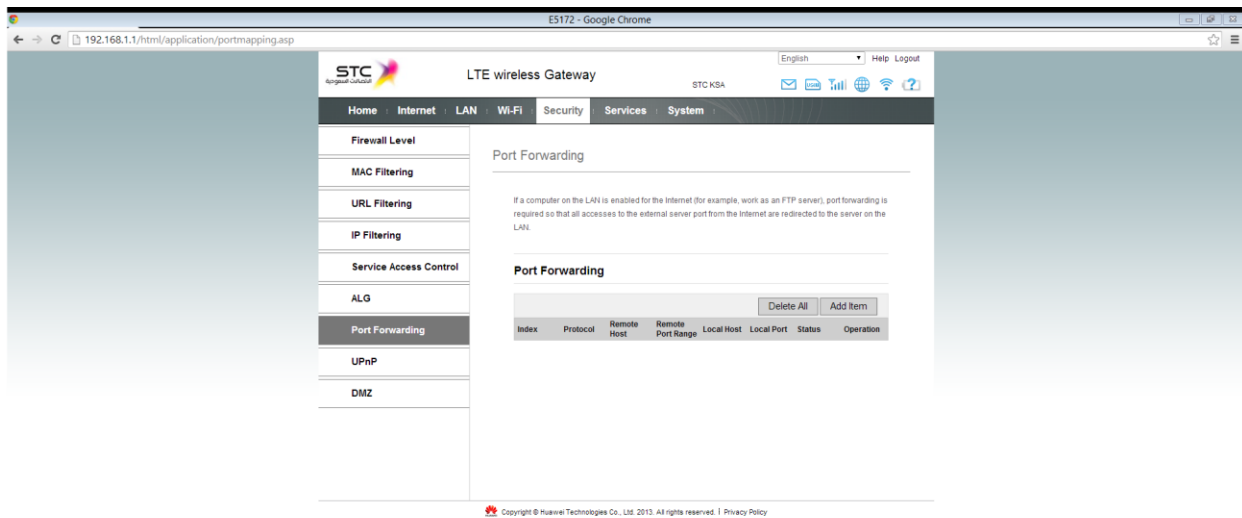 E5172 - Google Chrome
192.168.1.1/html/application/portmapping.asp
English Help Logout
STC
الاتصالات السعودية
LTE wireless Gateway
STC KSA
Home Internet LAN Wi-Fi Security Services System
Firewall Level
MAC Filtering
URL Filtering
IP Filtering
Service Access Control
ALG
Port Forwarding
UPnP
DMZ
Port Forwarding
If a computer on the LAN is enabled for the Internet (for example, work as an FTP server), port forwarding is
required so that all accesses to the external server port from the Internet are redirected to the server on the
LAN.
Port Forwarding
Delete All Add Item
Index Protocol Remote Host Remote Port Range Local Host Local Port Status Operation
Copyright © Huawei Technologies Co., Ltd. 2013. All rights reserved. | Privacy Policy